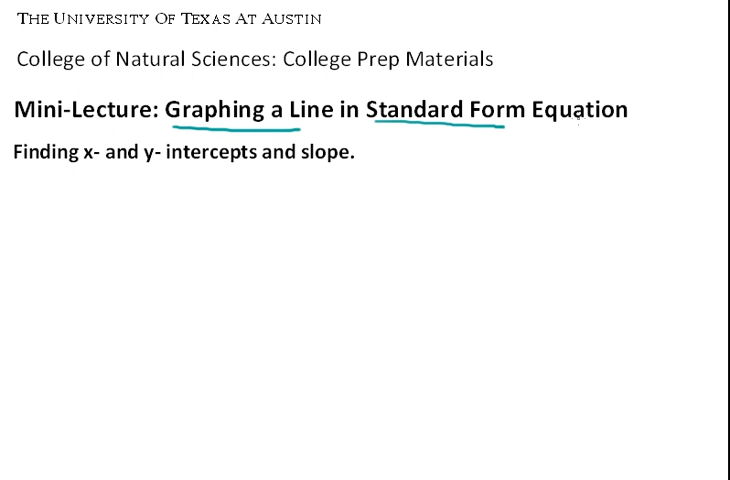 THE UNIVERSITY OF TEXAS AT AUSTIN
College of Natural Sciences: College Prep Materials
Mini-Lecture: Graphing a Line in Standard Form Equation
Finding x- and y- intercepts and slope.